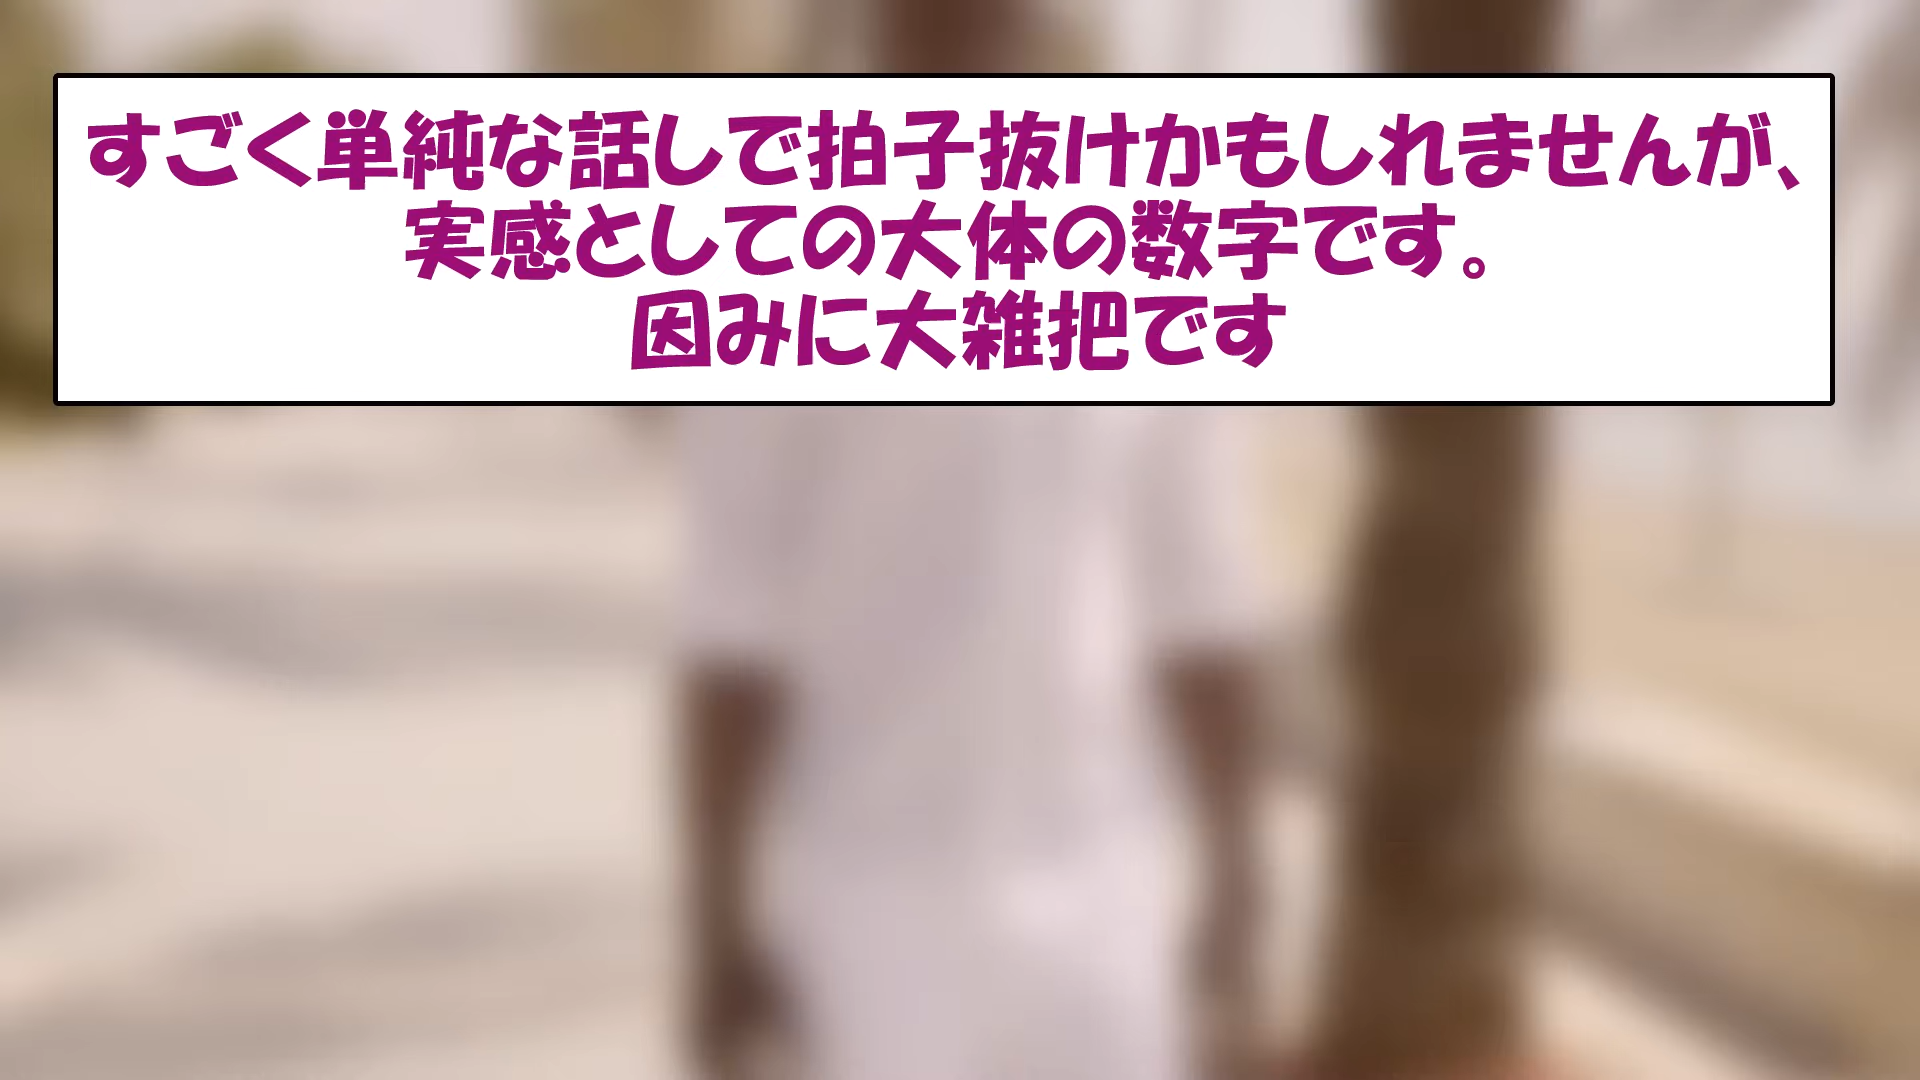 すごく単純な話しで拍子抜けかもしれませんが、
実感としての大体の数字です。
因みに大雑把です